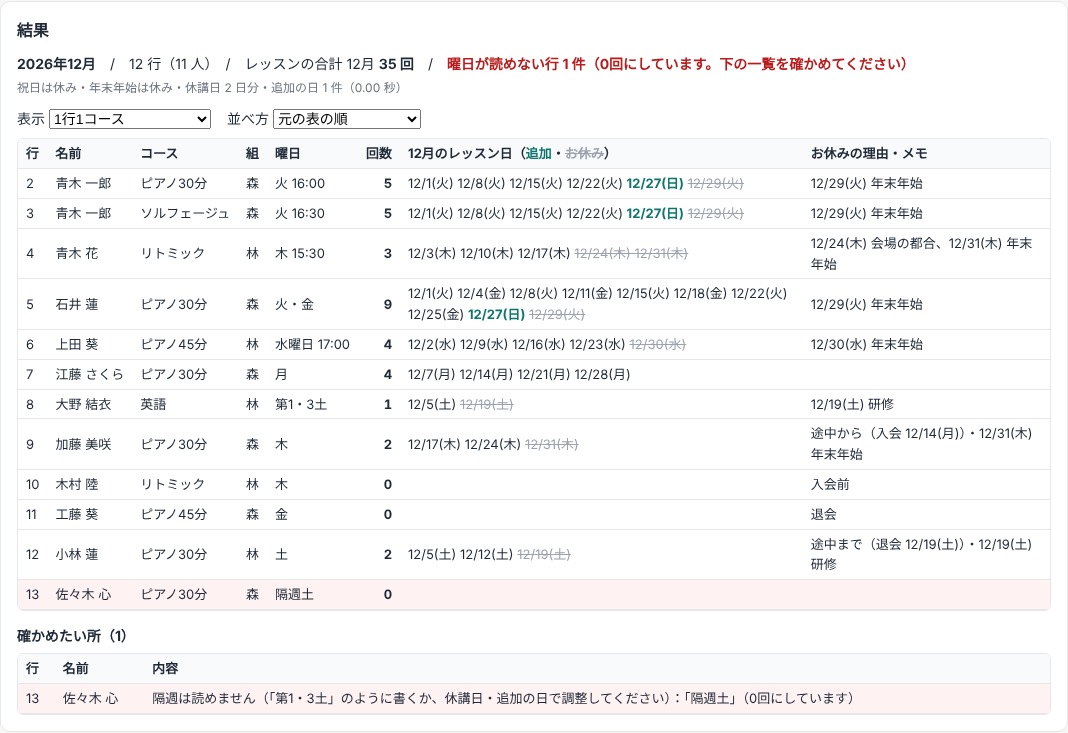 結果
2026年12月 / 12 行（11 人） / レッスンの合計 12月 35 回 / 曜日が読めない行 1 件（0回にしています。下の一覧を確かめてください）
祝日は休み・年末年始は休み・休講日 2 日分・追加の日 1 件（0.00 秒）
表示 1行1コース 並べ方 元の表の順
行 名前 コース 組 曜日 回数 12月のレッスン日（追加・お休み） お休みの理由・メモ
2 青木 一郎 ピアノ30分 森 火 16:00 5 12/1(火) 12/8(火) 12/15(火) 12/22(火) 12/27(日) 12/29(火) 12/29(火) 年末年始
3 青木 一郎 ソルフェージュ 森 火 16:30 5 12/1(火) 12/8(火) 12/15(火) 12/22(火) 12/27(日) 12/29(火) 12/29(火) 年末年始
4 青木 花 リトミック 林 木 15:30 3 12/3(木) 12/10(木) 12/17(木) 12/24(木) 12/31(木) 12/24(木) 会場の都合、12/31(木) 年末
年始
5 石井 蓮 ピアノ30分 森 火・金 9 12/1(火) 12/4(金) 12/8(火) 12/11(金) 12/15(火) 12/18(金) 12/22(火)
12/25(金) 12/27(日) 12/29(火) 12/29(火) 年末年始
6 上田 葵 ピアノ45分 林 水曜日 17:00 4 12/2(水) 12/9(水) 12/16(水) 12/23(水) 12/30(水) 12/30(水) 年末年始
7 江藤 さくら ピアノ30分 森 月 4 12/7(月) 12/14(月) 12/21(月) 12/28(月)
8 大野 結衣 英語 林 第1・3土 1 12/5(土) 12/19(土) 12/19(土) 研修
9 加藤 美咲 ピアノ30分 森 木 2 12/17(木) 12/24(木) 12/31(木) 途中から（入会 12/14(月)）・12/31(木)
年末年始
10 木村 陸 リトミック 林 木 0 入会前
11 工藤 葵 ピアノ45分 森 金 0 退会
12 小林 蓮 ピアノ30分 林 土 2 12/5(土) 12/12(土) 12/19(土) 途中まで（退会 12/19(土)）・12/19(土)
研修
13 佐々木 心 ピアノ30分 森 隔週土 0
確かめたい所（1）
行 名前 内容
13 佐々木 心 隔週は読めません（「第1・3土」のように書くか、休講日・追加の日で調整してください）：「隔週土」（0回にしています）